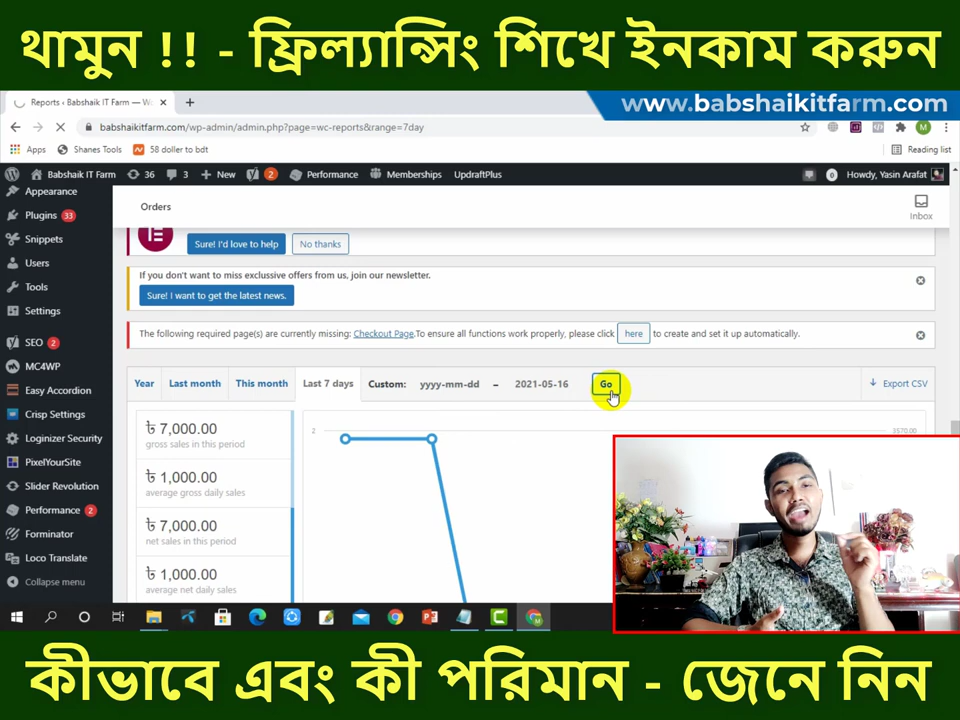 থামুন !! - ফ্রিল্যান্সিং শিখে ইনকাম করুন
www.babshaikitfarm.com
Reports ‹ Babshaik IT Farm — Wo
babshaikitfarm.com/wp-admin/admin.php?page=wc-reports&range=7day
Apps Shanes Tools 58 doller to bdt Reading list
Babshaik IT Farm 36 3 New 2 Performance Memberships UpdraftPlus 0 Howdy, Yasin Arafat
Appearance
Plugins 33
Snippets
Users
Tools
Settings
SEO 2
MC4WP
Easy Accordion
Crisp Settings
Loginizer Security
PixelYourSite
Slider Revolution
Performance 2
Forminator
Loco Translate
Collapse menu
Orders
Inbox
Sure! I'd love to help No thanks
If you don't want to miss exclussive offers from us, join our newsletter.
Sure! I want to get the latest news.
The following required page(s) are currently missing: Checkout Page.To ensure all functions work properly, please click here to create and set it up automatically.
Year Last month This month Last 7 days Custom: yyyy-mm-dd – 2021-05-16 Go Export CSV
৳ 7,000.00
gross sales in this period
৳ 1,000.00
average gross daily sales
৳ 7,000.00
net sales in this period
৳ 1,000.00
average net daily sales
2
3570.00
কীভাবে এবং কী পরিমান - জেনে নিন